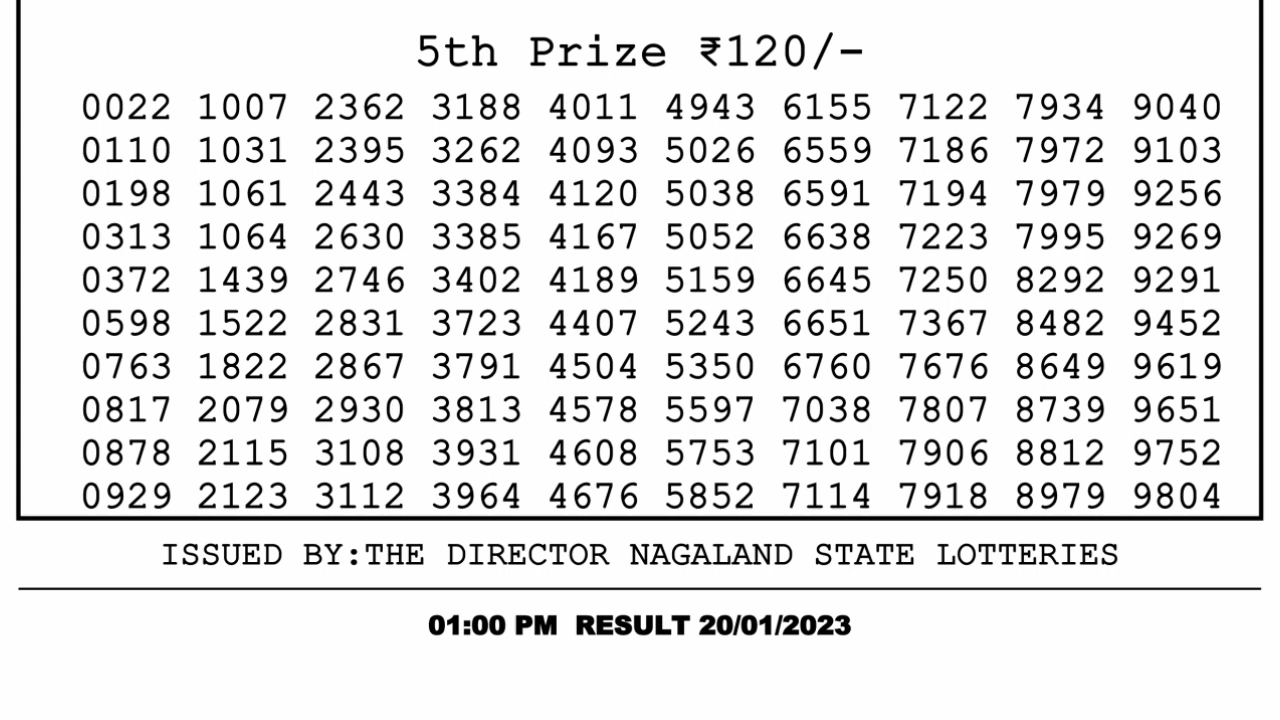 5th Prize ₹120/-
0022 1007 2362 3188 4011 4943 6155 7122 7934 9040
0110 1031 2395 3262 4093 5026 6559 7186 7972 9103
0198 1061 2443 3384 4120 5038 6591 7194 7979 9256
0313 1064 2630 3385 4167 5052 6638 7223 7995 9269
0372 1439 2746 3402 4189 5159 6645 7250 8292 9291
0598 1522 2831 3723 4407 5243 6651 7367 8482 9452
0763 1822 2867 3791 4504 5350 6760 7676 8649 9619
0817 2079 2930 3813 4578 5597 7038 7807 8739 9651
0878 2115 3108 3931 4608 5753 7101 7906 8812 9752
0929 2123 3112 3964 4676 5852 7114 7918 8979 9804
ISSUED BY:THE DIRECTOR NAGALAND STATE LOTTERIES
01:00 PM RESULT 20/01/2023